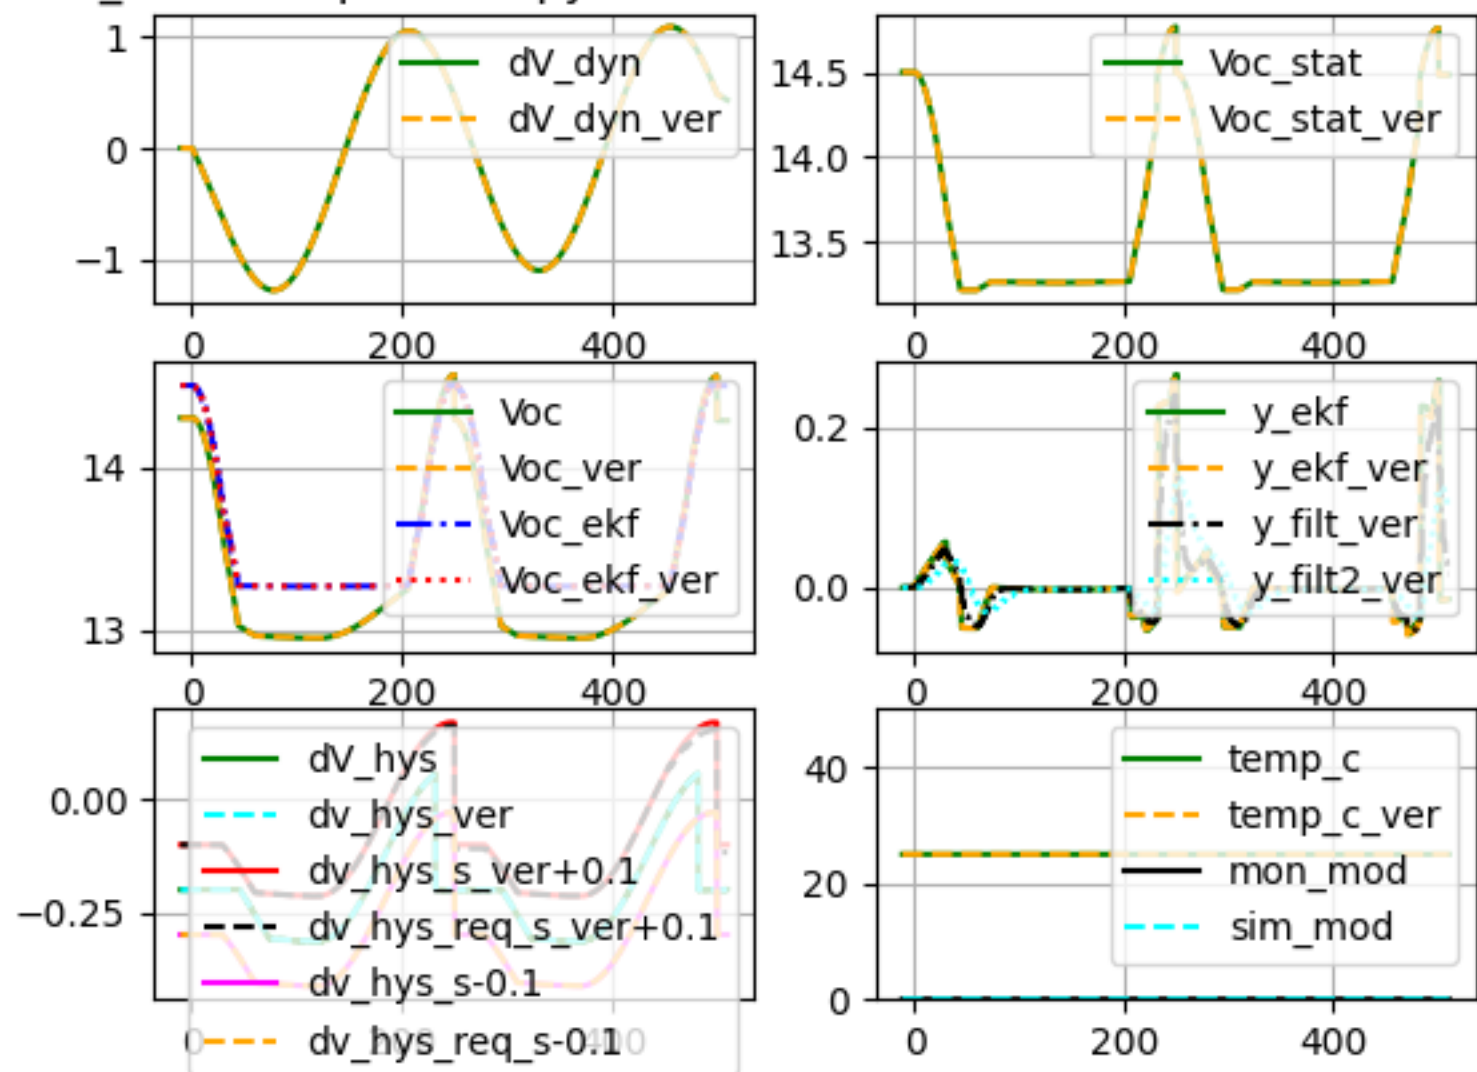 1
0
−1
dV_dyn
dV_dyn_ver
0 200 400
14.5
14.0
13.5
Voc_stat
Voc_stat_ver
0 200 400
14
13
Voc
Voc_ver
Voc_ekf
Voc_ekf_ver
0 200 400
0.2
0.0
y_ekf
y_ekf_ver
y_filt_ver
y_filt2_ver
0 200 400
0.00
−0.25
dV_hys
dv_hys_ver
dv_hys_s_ver+0.1
dv_hys_req_s_ver+0.1
dv_hys_s-0.1
dv_hys_req_s-0.1
0 200 400
40
20
0
temp_c
temp_c_ver
mon_mod
sim_mod
0 200 400